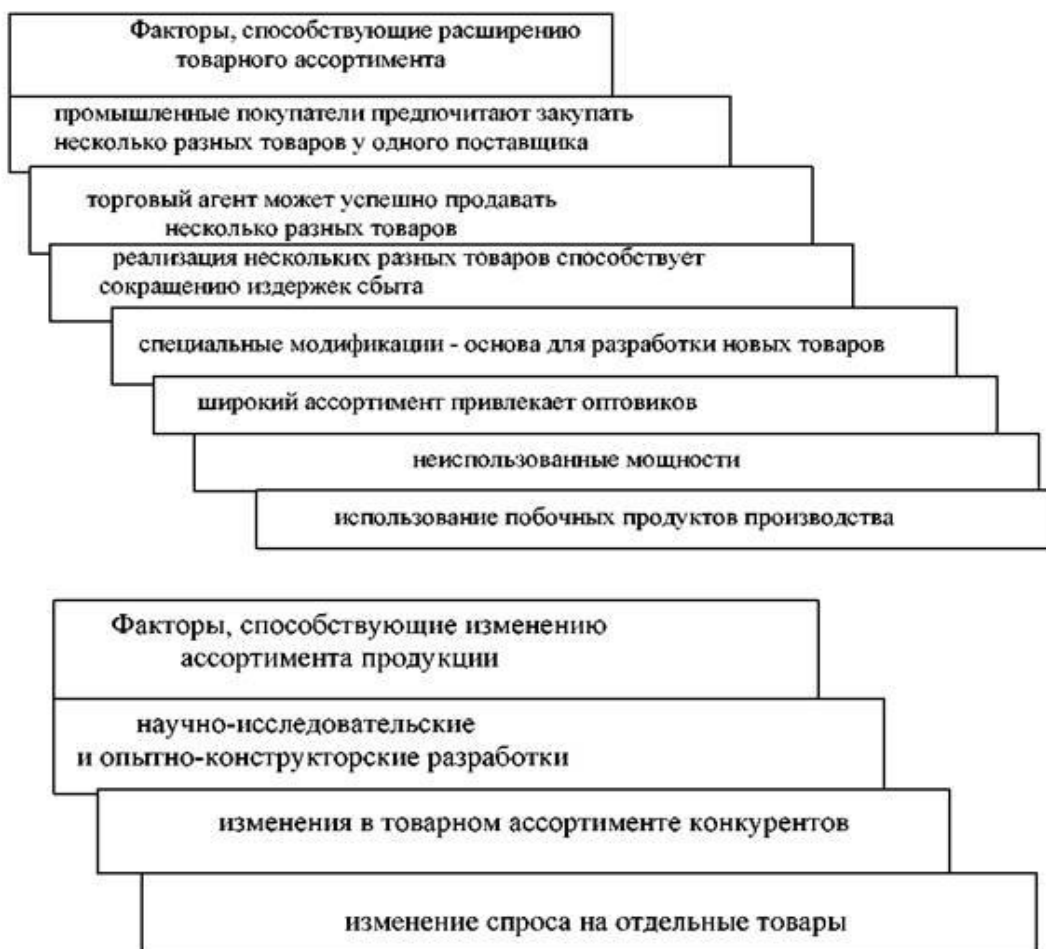 Факторы, способствующие расширению
товарного ассортимента
промышленные покупатели предпочитают закупать
несколько разных товаров у одного поставщика
торговый агент может успешно продавать
несколько разных товаров
реализация нескольких разных товаров способствует
сокращению издержек сбыта
специальные модификации - основа для разработки новых товаров
широкий ассортимент привлекает оптовиков
неиспользованные мощности
использование побочных продуктов производства
Факторы, способствующие изменению
ассортимента продукции
научно-исследовательские
и опытно-конструкторские разработки
изменения в товарном ассортименте конкурентов
изменение спроса на отдельные товары